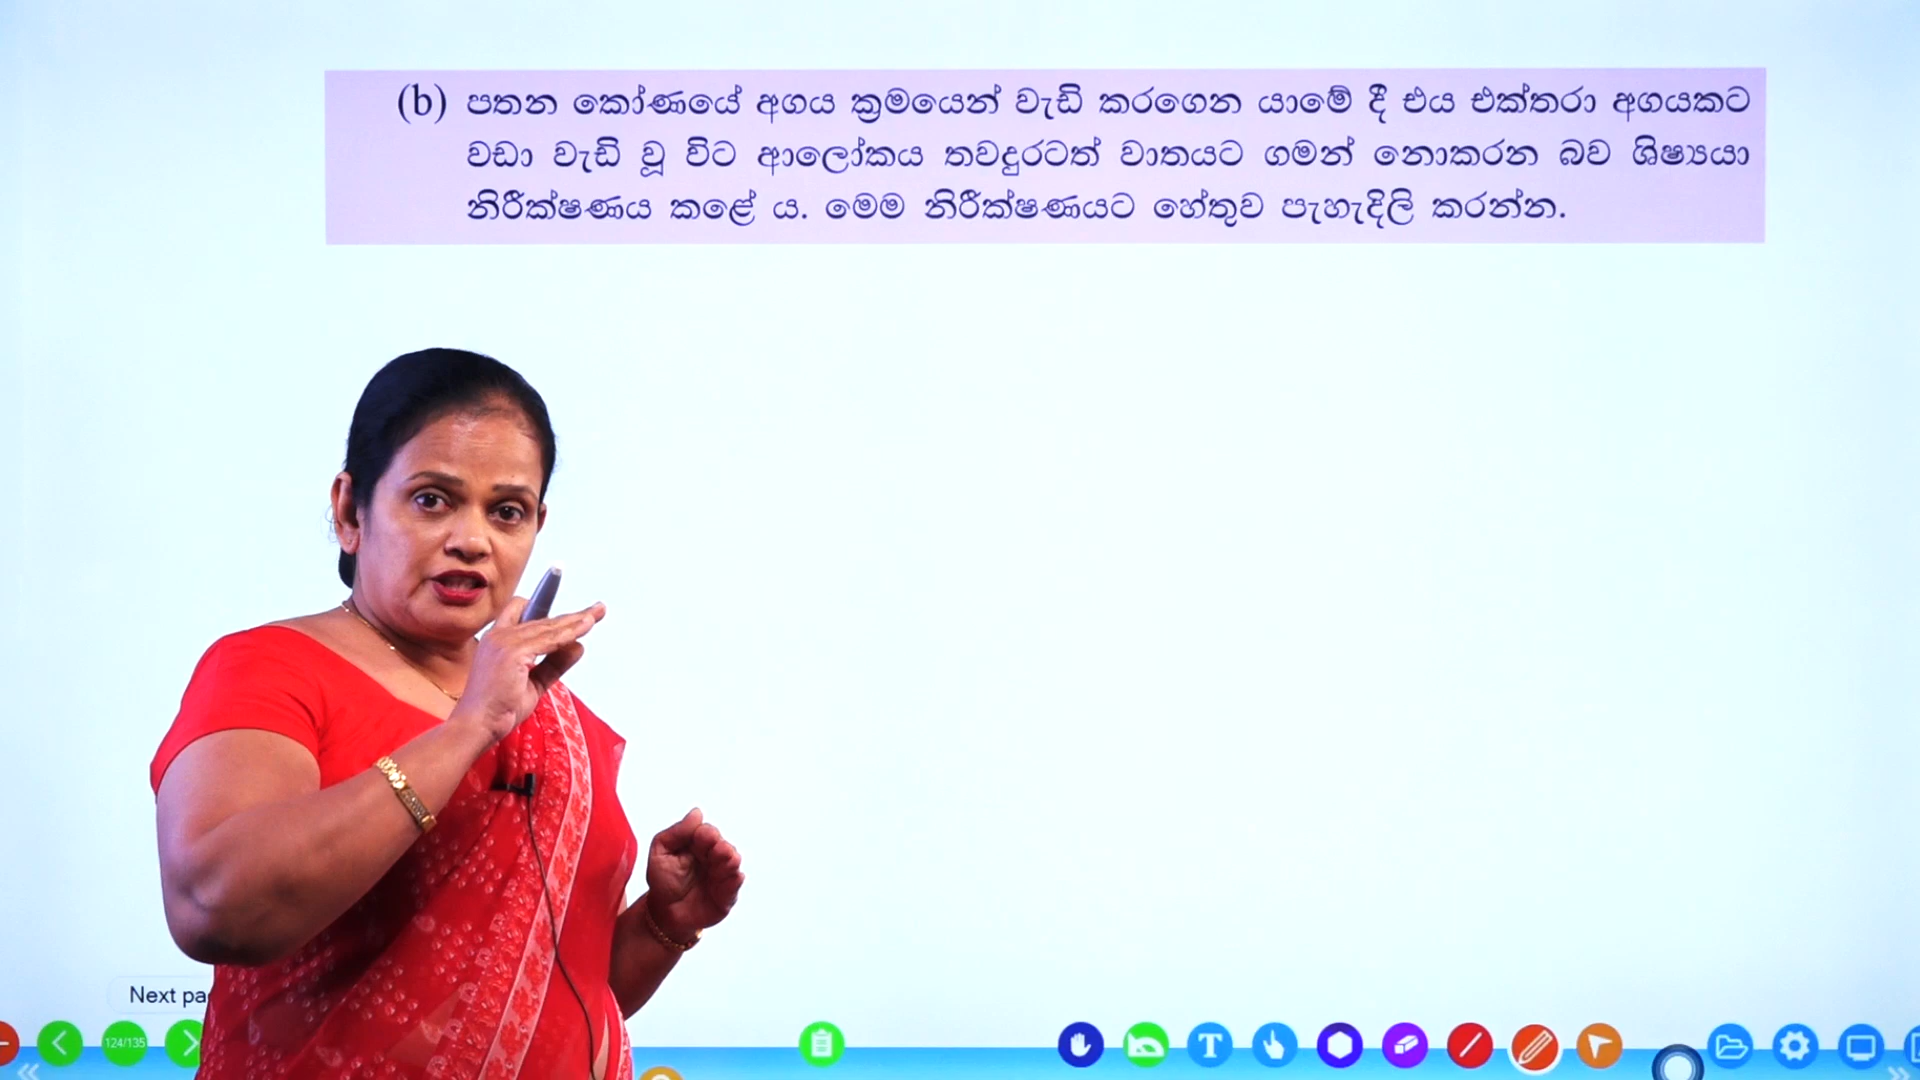 (b) පතන කෝණයේ අගය ක්‍රමයෙන් වැඩි කරගෙන යාමේ දී එය එක්තරා අගයකට
වඩා වැඩි වූ විට ආලෝකය තවදුරටත් වාතයට ගමන් නොකරන බව ශිෂ්‍යයා
නිරීක්ෂණය කළේ ය. මෙම නිරීක්ෂණයට හේතුව පැහැදිලි කරන්න.
Next
124/135
T